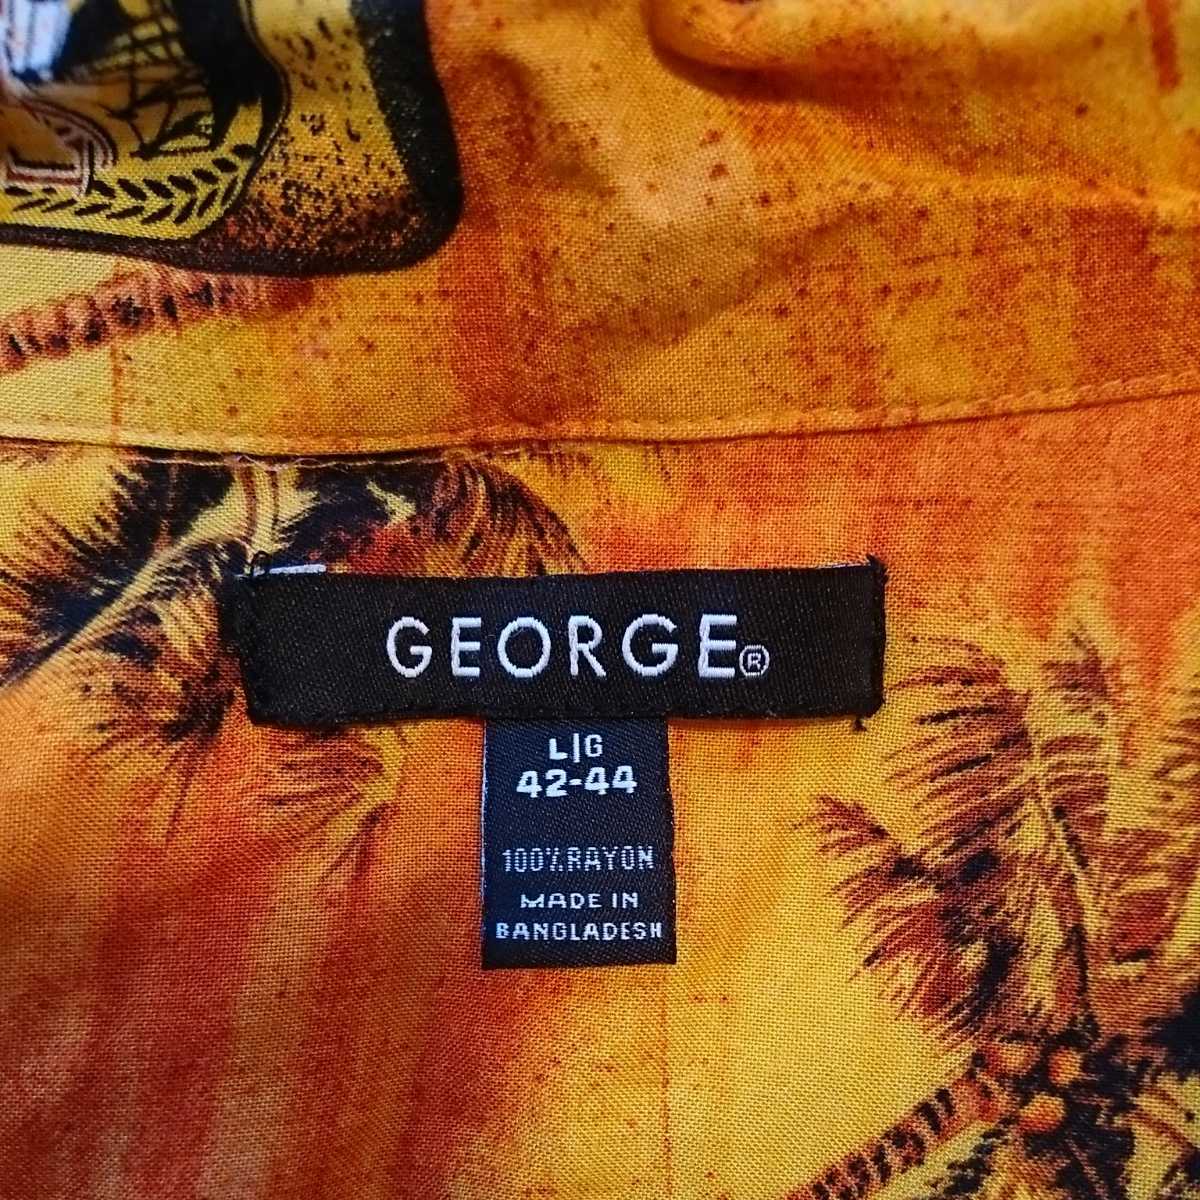 GEORGE®
L|G
42-44
100% RAYON
MADE IN
BANGLADESH